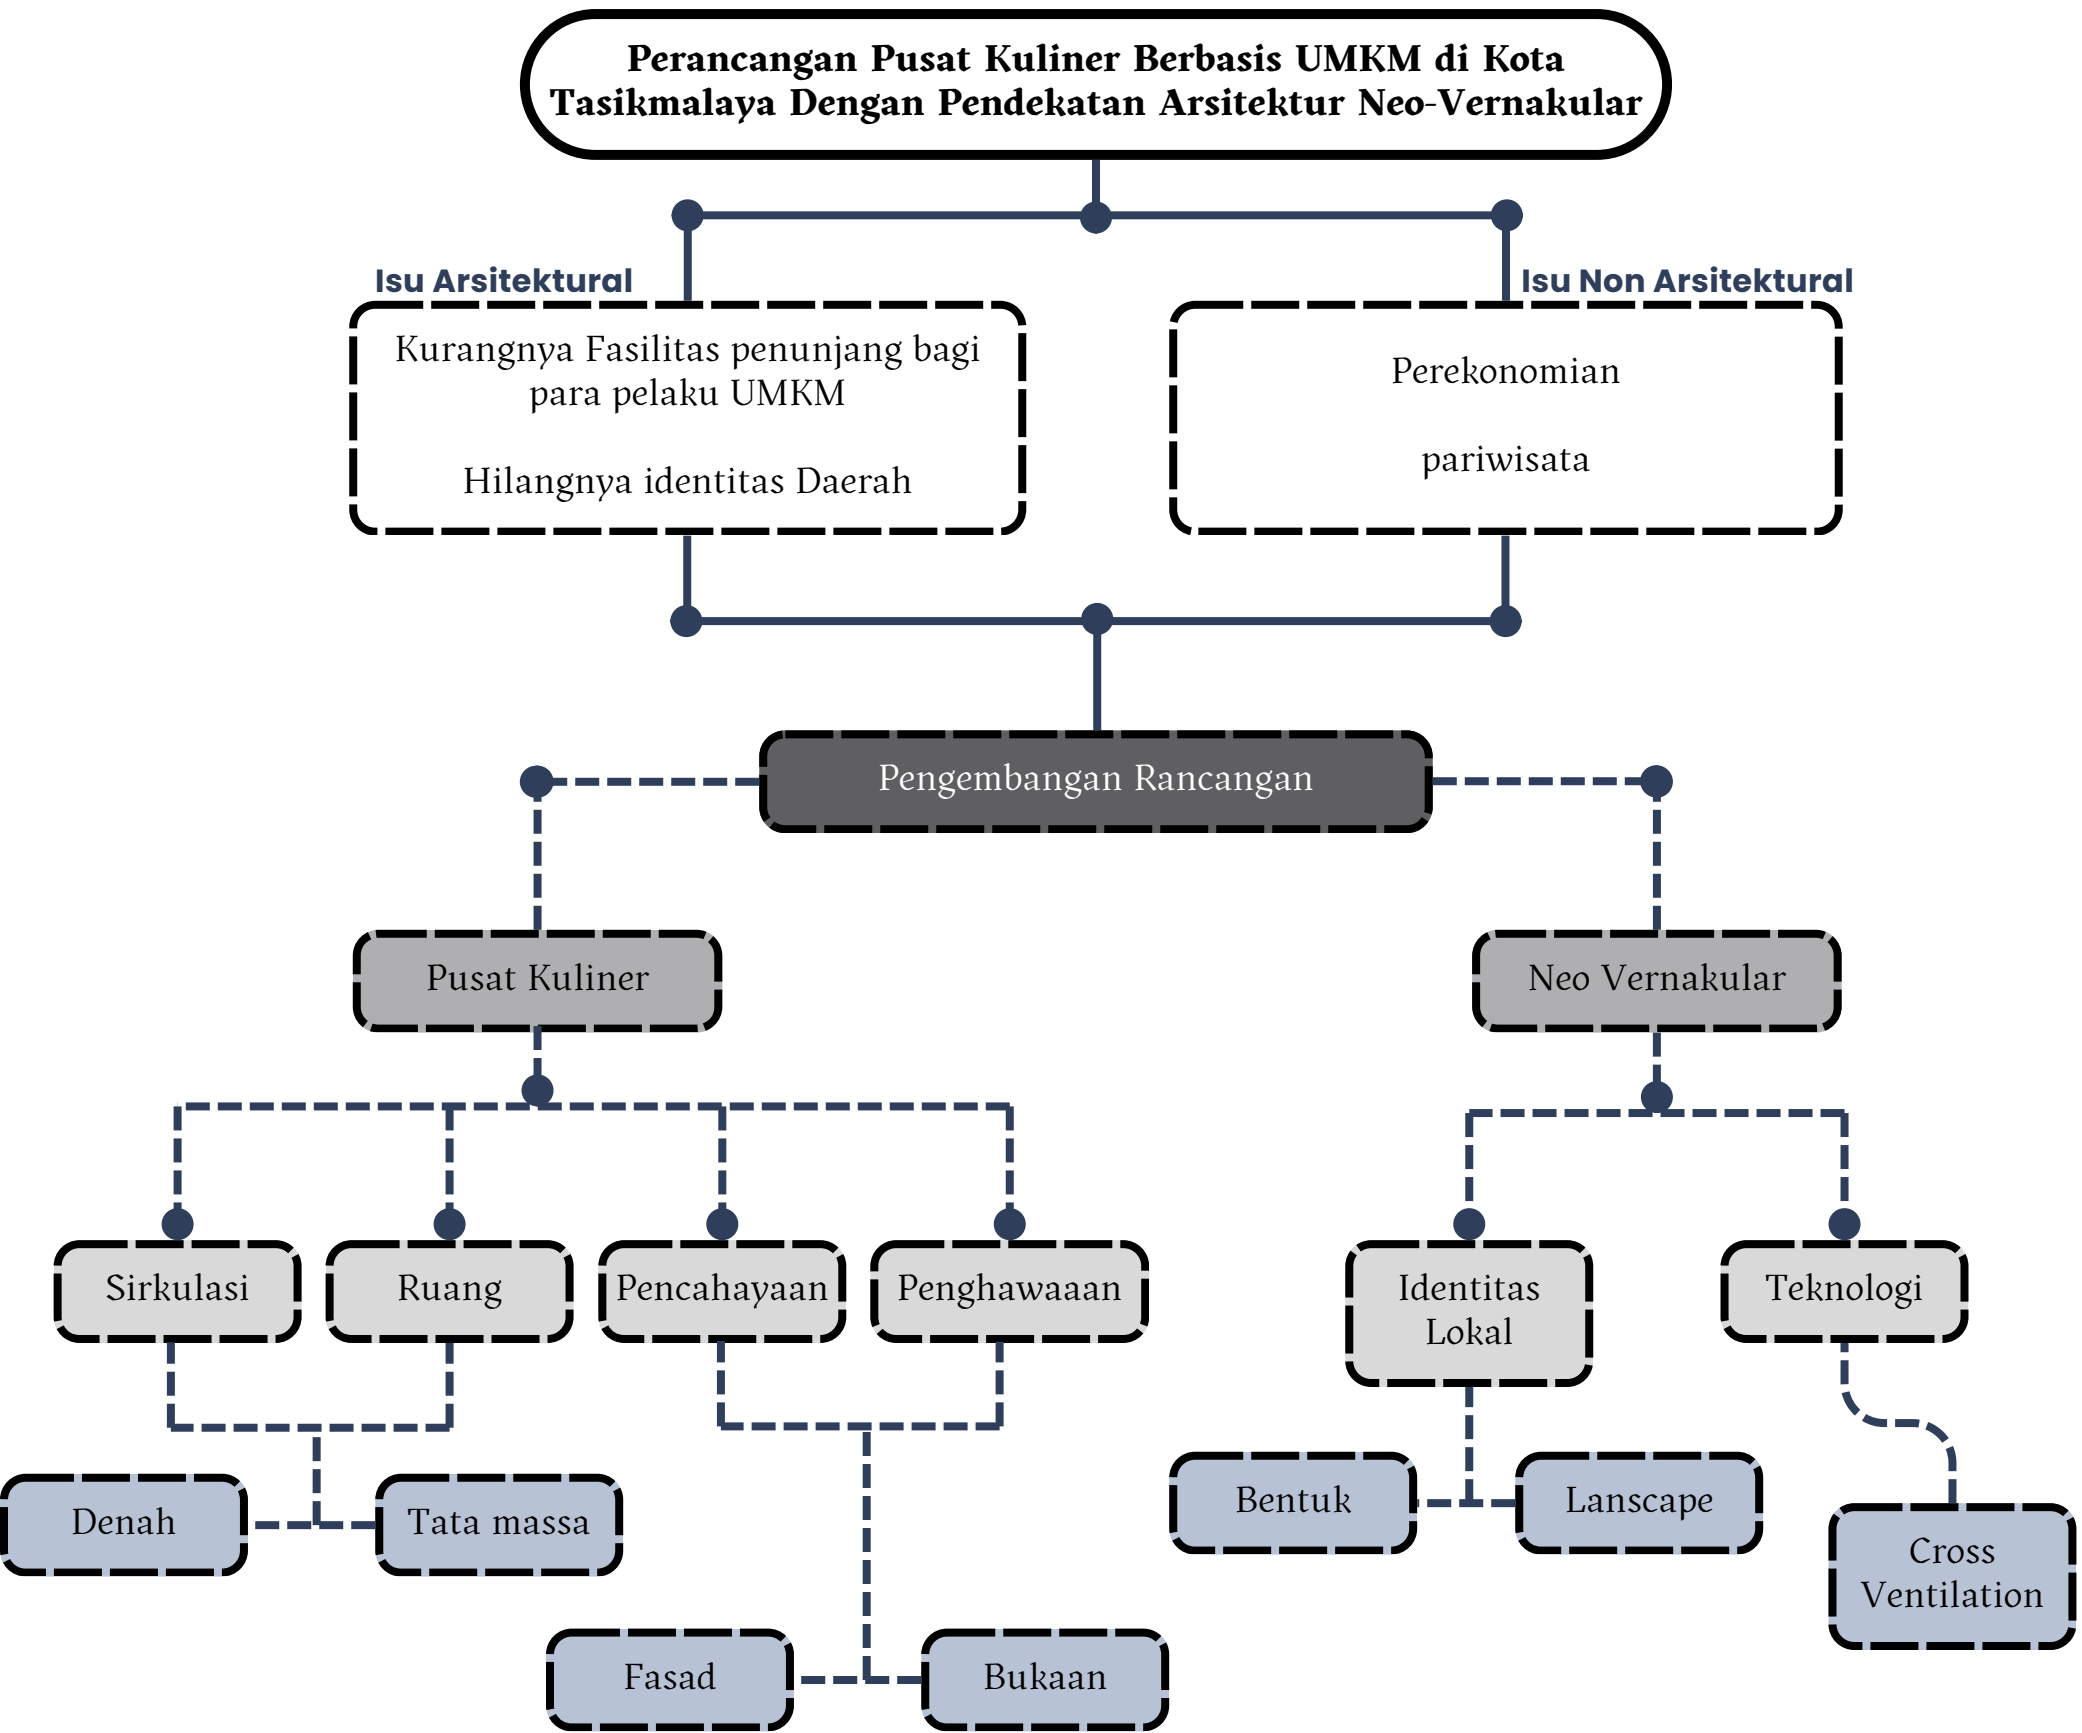 Perancangan Pusat Kuliner Berbasis UMKM di Kota
Tasikmalaya Dengan Pendekatan Arsitektur Neo-Vernakular
Isu Arsitektural
Isu Non Arsitektural
Kurangnya Fasilitas penunjang bagi
para pelaku UMKM
Hilangnya identitas Daerah
Perekonomian
pariwisata
Pengembangan Rancangan
Pusat Kuliner
Neo Vernakular
Sirkulasi
Ruang
Pencahayaan
Penghawaaan
Identitas
Lokal
Teknologi
Denah
Tata massa
Bentuk
Lanscape
Cross
Ventilation
Fasad
Bukaan